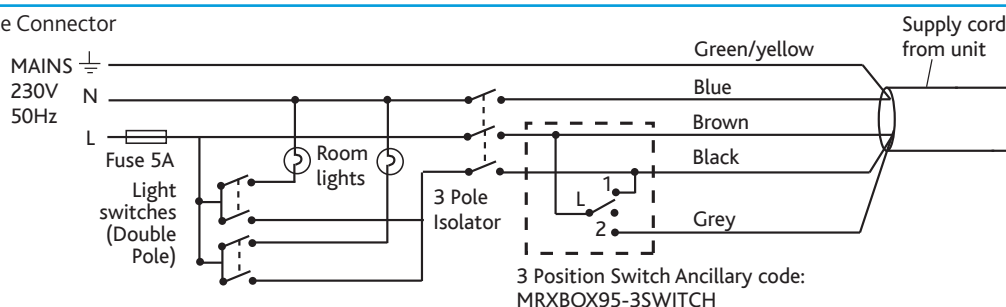 e Connector
Supply cord
from unit
Green/yellow
MAINS
230V
50Hz
N
Blue
L
Brown
Fuse 5A
Room
lights
Black
Light
switches
(Double
Pole)
3 Pole
Isolator
1
L
2
Grey
3 Position Switch Ancillary code:
MRXBOX95-3SWITCH